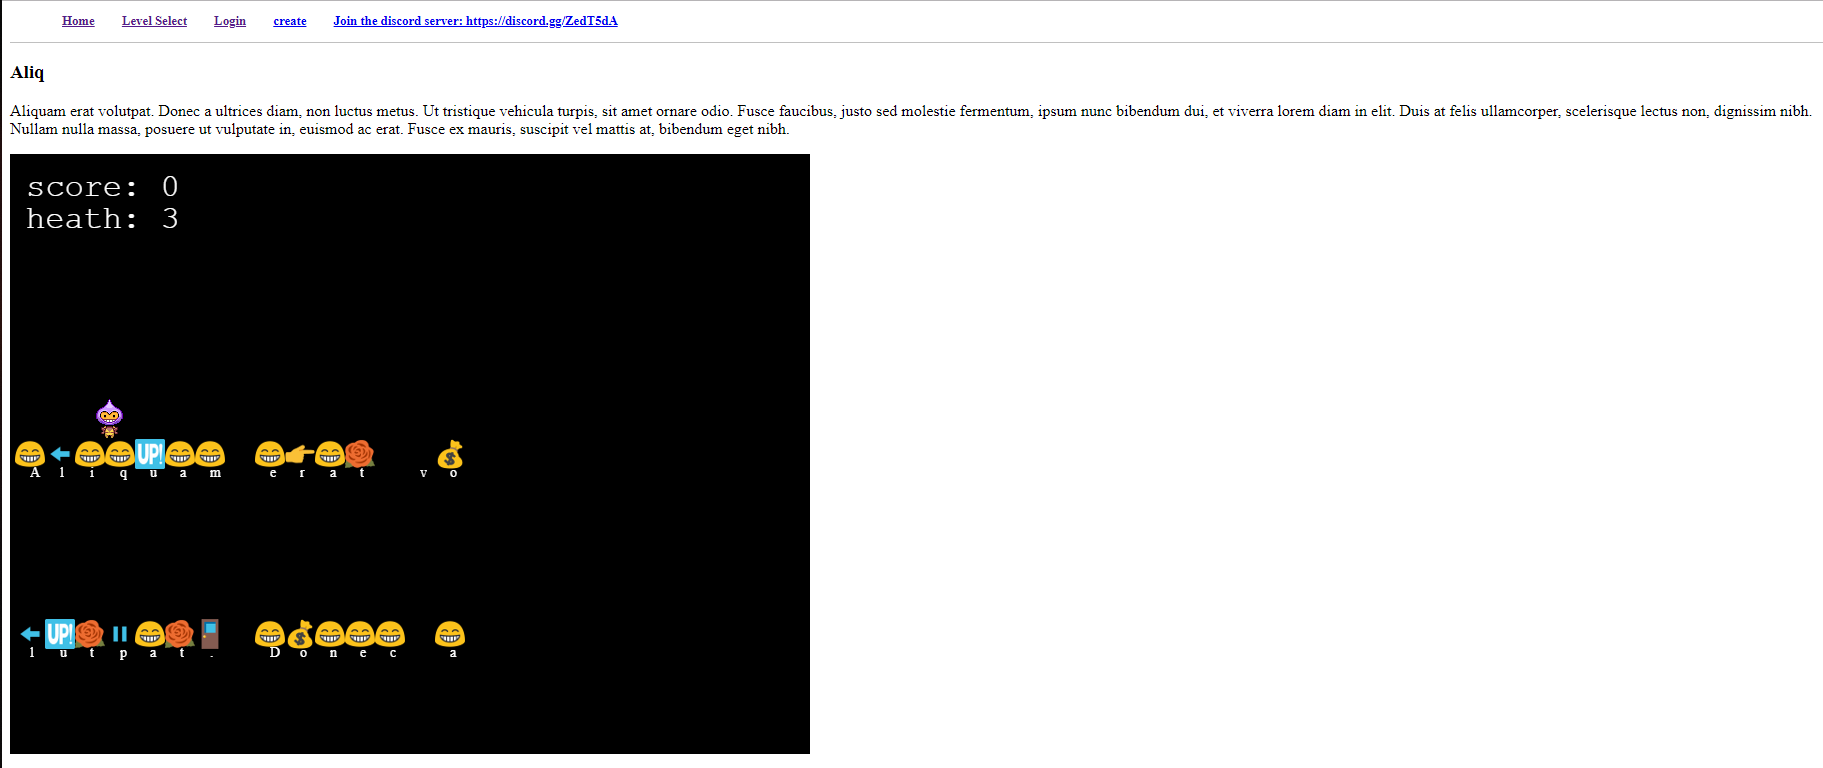 Home Level Select Login create Join the discord server: https://discord.gg/ZedT5dA
Aliq
Aliquam erat volutpat. Donec a ultrices diam, non luctus metus. Ut tristique vehicula turpis, sit amet ornare odio. Fusce faucibus, justo sed molestie fermentum, ipsum nunc bibendum dui, et viverra lorem diam in elit. Duis at felis ullamcorper, scelerisque lectus non, dignissim nibh.
Nullam nulla massa, posuere ut vulputate in, euismod ac erat. Fusce ex mauris, suscipit vel mattis at, bibendum eget nibh.
score: 0
heath: 3
UP!
A l i q u a m e r a t v o
UP!
l u t p a t . D o n e c a